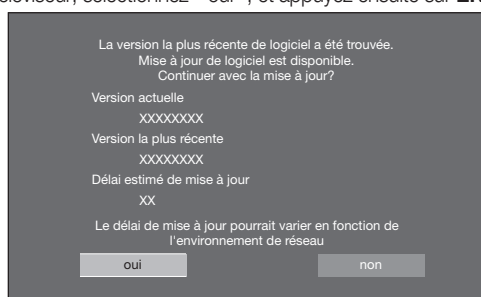 La version la plus récente de logiciel a été trouvée.
Mise à jour de logiciel est disponible.
Continuer avec la mise à jour?
Version actuelle
XXXXXXXX
Version la plus récente
XXXXXXXX
Délai estimé de mise à jour
XX
Le délai de mise à jour pourrait varier en fonction de
l'environnement de réseau
oui non